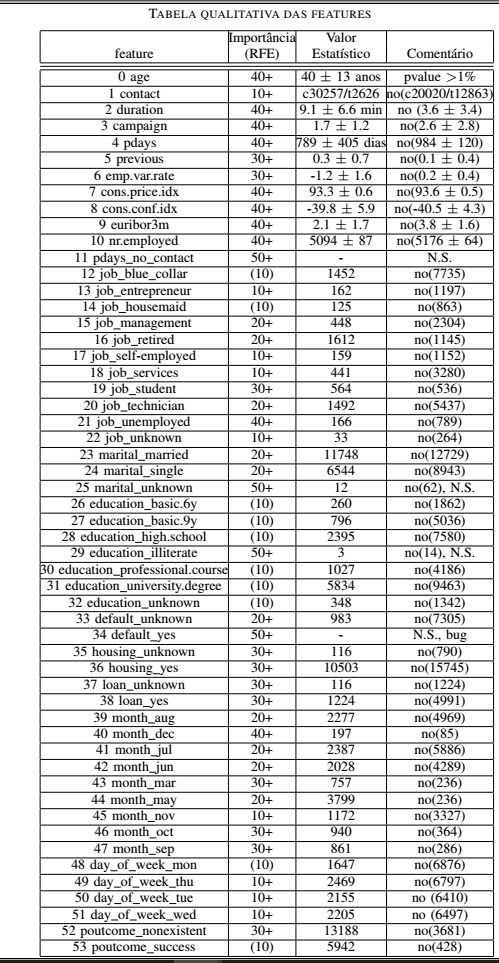 TABELA QUALITATIVA DAS FEATURES
feature Importância (RFE) Valor Estatístico Comentário
0 age 40+ 40 ± 13 anos pvalue >1%
1 contact 10+ c30257/t2626 no(c20020/t12863)
2 duration 40+ 9.1 ± 6.6 min no (3.6 ± 3.4)
3 campaign 40+ 1.7 ± 1.2 no(2.6 ± 2.8)
4 pdays 40+ 789 ± 405 dias no(984 ± 120)
5 previous 30+ 0.3 ± 0.7 no(0.1 ± 0.4)
6 emp.var.rate 30+ -1.2 ± 1.6 no(0.2 ± 0.4)
7 cons.price.idx 40+ 93.3 ± 0.6 no(93.6 ± 0.5)
8 cons.conf.idx 40+ -39.8 ± 5.9 no(-40.5 ± 4.3)
9 euribor3m 40+ 2.1 ± 1.7 no(3.8 ± 1.6)
10 nr.employed 40+ 5094 ± 87 no(5176 ± 64)
11 pdays_no_contact 50+ - N.S.
12 job_blue_collar (10) 1452 no(7735)
13 job_entrepreneur 10+ 162 no(1197)
14 job_housemaid (10) 125 no(863)
15 job_management 20+ 448 no(2304)
16 job_retired 20+ 1612 no(1145)
17 job_self-employed 10+ 159 no(1152)
18 job_services 10+ 441 no(3280)
19 job_student 30+ 564 no(536)
20 job_technician 20+ 1492 no(5437)
21 job_unemployed 40+ 166 no(789)
22 job_unknown 10+ 33 no(264)
23 marital_married 20+ 11748 no(12729)
24 marital_single 20+ 6544 no(8943)
25 marital_unknown 50+ 12 no(62), N.S.
26 education_basic.6y (10) 260 no(1862)
27 education_basic.9y (10) 796 no(5036)
28 education_high.school (10) 2395 no(7580)
29 education_illiterate 50+ 3 no(14), N.S.
30 education_professional.course (10) 1027 no(4186)
31 education_university.degree (10) 5834 no(9463)
32 education_unknown (10) 348 no(1342)
33 default_unknown 20+ 983 no(7305)
34 default_yes 50+ - N.S., bug
35 housing_unknown 30+ 116 no(790)
36 housing_yes 30+ 10503 no(15745)
37 loan_unknown 30+ 116 no(1224)
38 loan_yes 30+ 1224 no(4991)
39 month_aug 20+ 2277 no(4969)
40 month_dec 40+ 197 no(85)
41 month_jul 20+ 2387 no(5886)
42 month_jun 20+ 2028 no(4289)
43 month_mar 30+ 757 no(236)
44 month_may 20+ 3799 no(236)
45 month_nov 10+ 1172 no(3327)
46 month_oct 30+ 940 no(364)
47 month_sep 30+ 861 no(286)
48 day_of_week_mon (10) 1647 no(6876)
49 day_of_week_thu 10+ 2469 no(6797)
50 day_of_week_tue 10+ 2155 no (6410)
51 day_of_week_wed 10+ 2205 no (6497)
52 poutcome_nonexistent 30+ 13188 no(3681)
53 poutcome_success (10) 5942 no(428)